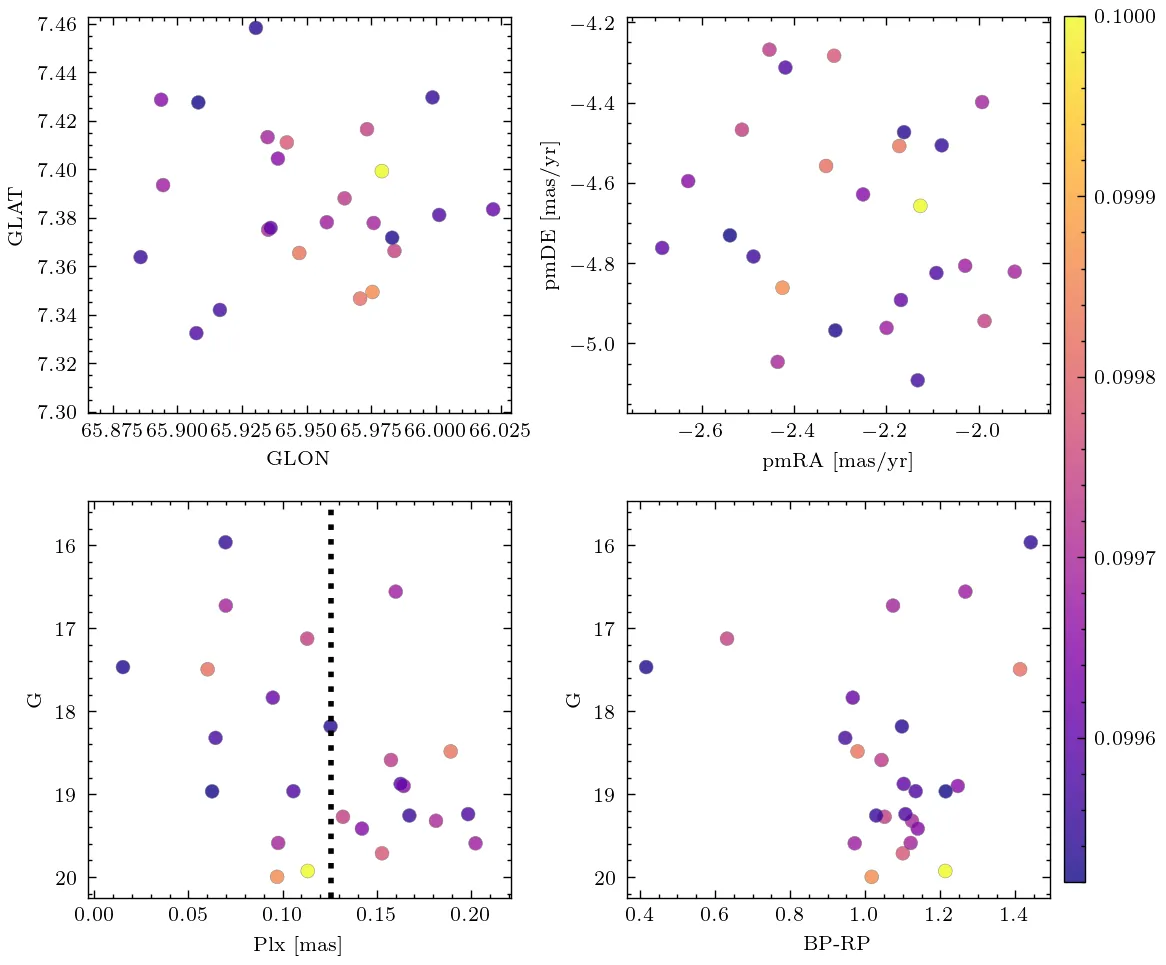 7.46
7.44
7.42
7.40
7.38
7.36
7.34
7.32
7.30
GLAT
65.875 65.900 65.925 65.950 65.975 66.000 66.025
GLON
−4.2
−4.4
−4.6
−4.8
−5.0
pmDE [mas/yr]
−2.6 −2.4 −2.2 −2.0
pmRA [mas/yr]
0.1000
0.0999
0.0998
0.0997
0.0996
16
17
18
19
20
G
0.00 0.05 0.10 0.15 0.20
Plx [mas]
16
17
18
19
20
G
0.4 0.6 0.8 1.0 1.2 1.4
BP-RP